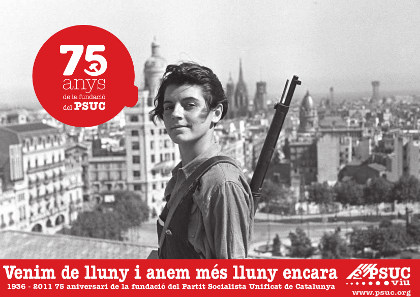 75
anys
de la fundació
del PSUC
Venim de lluny i anem més lluny encara
1936 - 2011 75 aniversari de la fundació del Partit Socialista Unificat de Catalunya
PSUC
viu
www.psuc.org